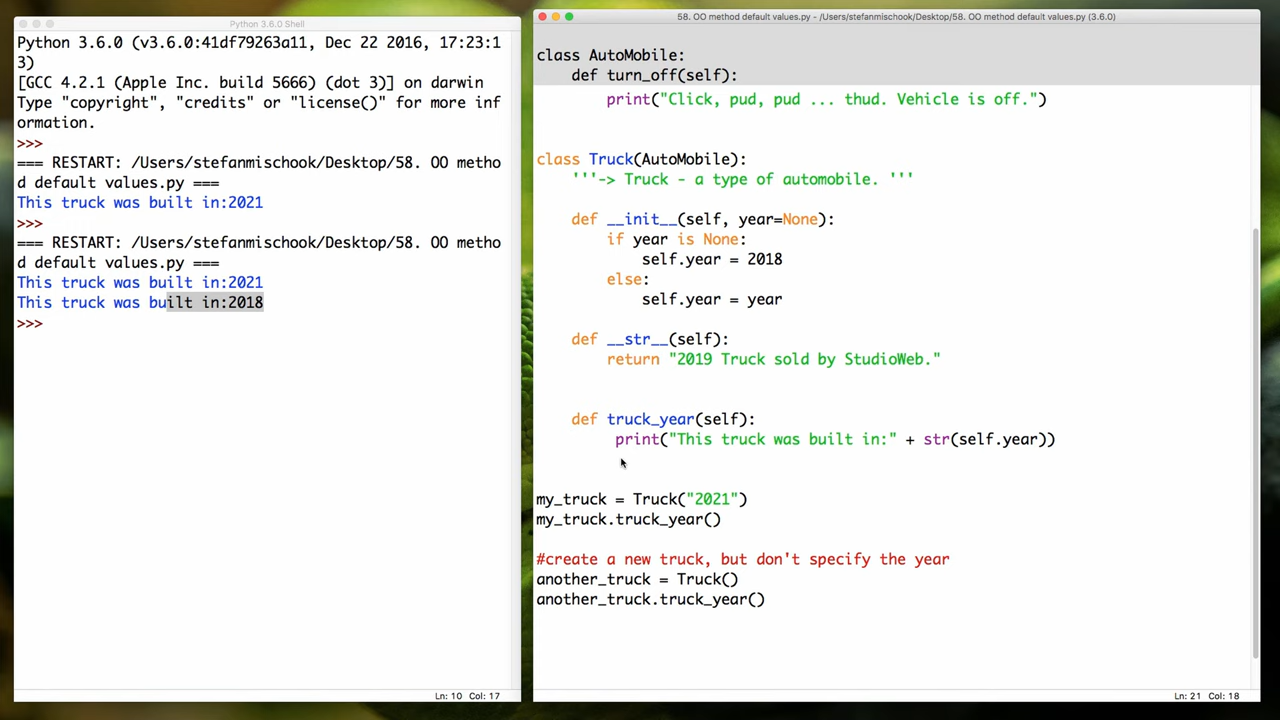 Python 3.6.0 Shell
Python 3.6.0 (v3.6.0:41df79263a11, Dec 22 2016, 17:23:1
3)
[GCC 4.2.1 (Apple Inc. build 5666) (dot 3)] on darwin
Type "copyright", "credits" or "license()" for more inf
ormation.
>>>
=== RESTART: /Users/stefanmischook/Desktop/58. OO metho
d default values.py ===
This truck was built in:2021
>>>
=== RESTART: /Users/stefanmischook/Desktop/58. OO metho
d default values.py ===
This truck was built in:2021
This truck was built in:2018
>>>
Ln: 10 Col: 17
58. OO method default values.py - /Users/stefanmischook/Desktop/58. OO method default values.py (3.6.0)
class AutoMobile:
    def turn_off(self):
        print("Click, pud, pud ... thud. Vehicle is off.")
class Truck(AutoMobile):
    '''-> Truck - a type of automobile. '''
    def __init__(self, year=None):
        if year is None:
            self.year = 2018
        else:
            self.year = year
    def __str__(self):
        return "2019 Truck sold by StudioWeb."
    def truck_year(self):
         print("This truck was built in:" + str(self.year))
my_truck = Truck("2021")
my_truck.truck_year()
#create a new truck, but don't specify the year
another_truck = Truck()
another_truck.truck_year()
Ln: 21 Col: 18